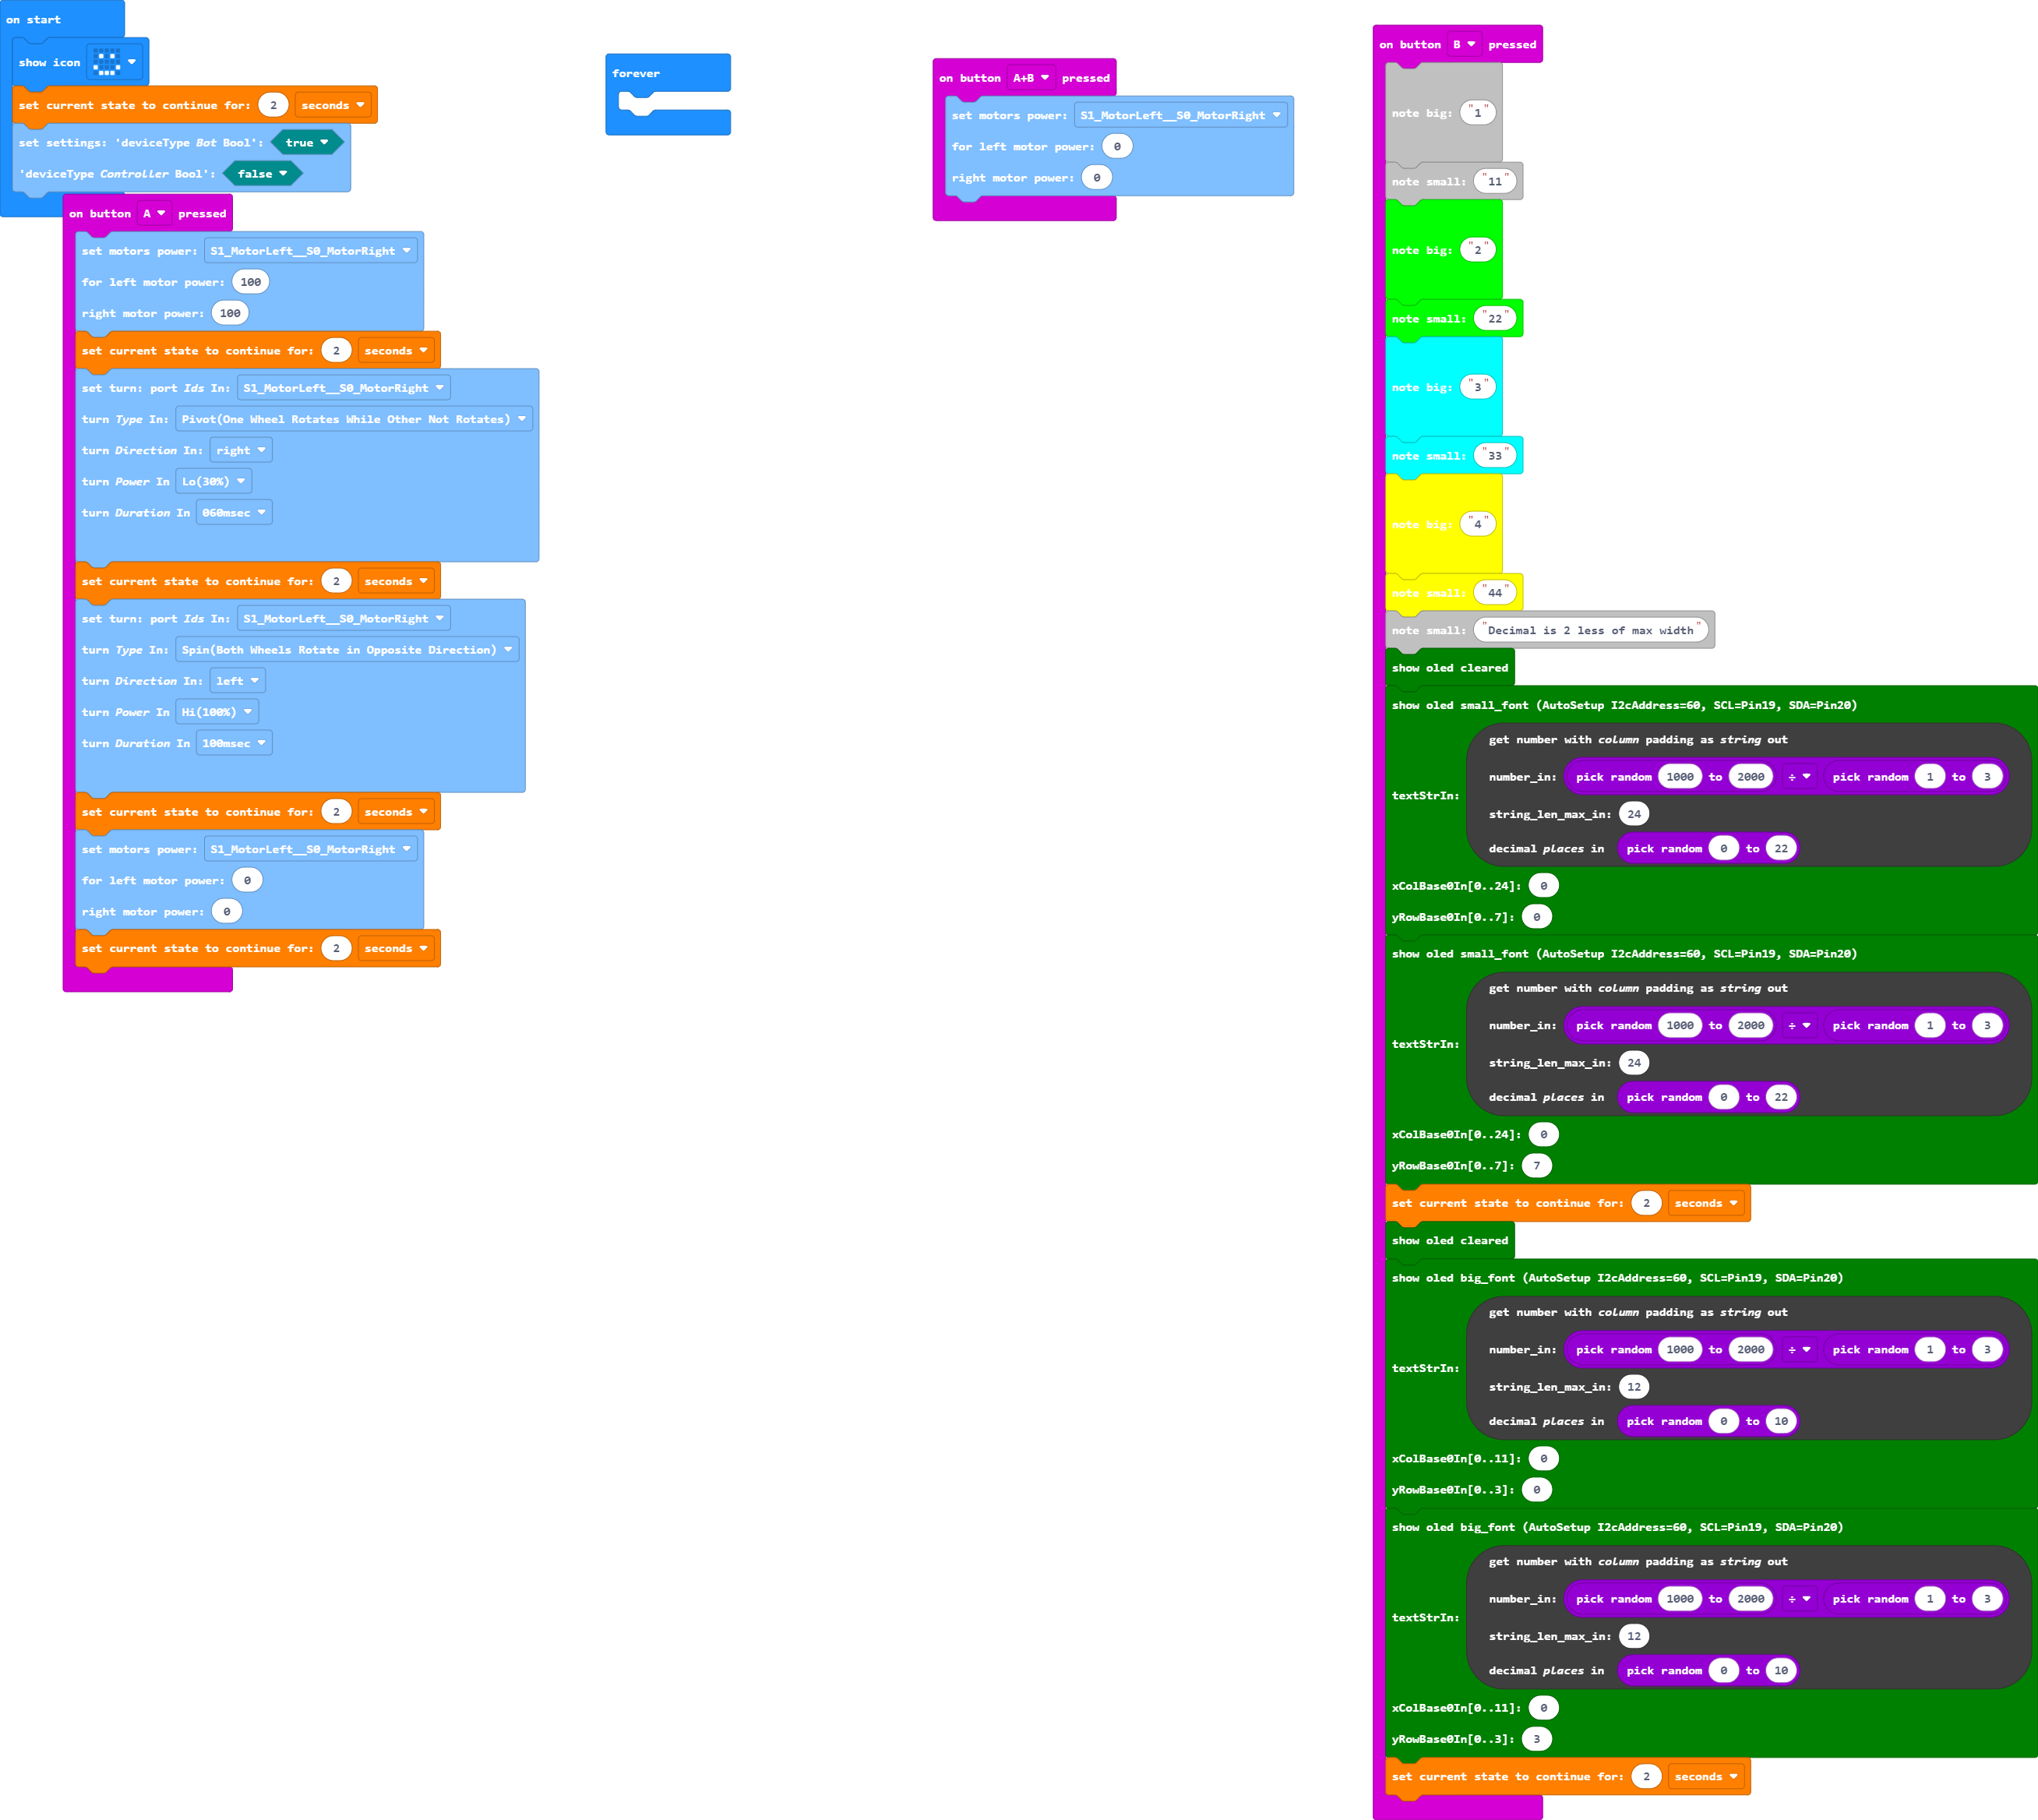 on start
show icon
set current state to continue for: 2 seconds
set settings: 'deviceType Bot Bool': true
'deviceType Controller Bool': false
on button A pressed
set motors power: S1_MotorLeft__S0_MotorRight
for left motor power: 100
right motor power: 100
set current state to continue for: 2 seconds
set turn: port Ids In: S1_MotorLeft__S0_MotorRight
turn Type In: Pivot(One Wheel Rotates While Other Not Rotates)
turn Direction In: right
turn Power In Lo(30%)
turn Duration In 060msec
set current state to continue for: 2 seconds
set turn: port Ids In: S1_MotorLeft__S0_MotorRight
turn Type In: Spin(Both Wheels Rotate in Opposite Direction)
turn Direction In: left
turn Power In Hi(100%)
turn Duration In 100msec
set current state to continue for: 2 seconds
set motors power: S1_MotorLeft__S0_MotorRight
for left motor power: 0
right motor power: 0
set current state to continue for: 2 seconds
forever
on button A+B pressed
set motors power: S1_MotorLeft__S0_MotorRight
for left motor power: 0
right motor power: 0
on button B pressed
note big: "1"
note small: "11"
note big: "2"
note small: "22"
note big: "3"
note small: "33"
note big: "4"
note small: "44"
note small: "Decimal is 2 less of max width"
show oled cleared
show oled small_font (AutoSetup I2cAddress=60, SCL=Pin19, SDA=Pin20)
get number with column padding as string out
number_in: pick random 1000 to 2000 ÷ pick random 1 to 3
textStrIn:
string_len_max_in: 24
decimal places in pick random 0 to 22
xColBase0In[0..24]: 0
yRowBase0In[0..7]: 0
show oled small_font (AutoSetup I2cAddress=60, SCL=Pin19, SDA=Pin20)
get number with column padding as string out
number_in: pick random 1000 to 2000 ÷ pick random 1 to 3
textStrIn:
string_len_max_in: 24
decimal places in pick random 0 to 22
xColBase0In[0..24]: 0
yRowBase0In[0..7]: 7
set current state to continue for: 2 seconds
show oled cleared
show oled big_font (AutoSetup I2cAddress=60, SCL=Pin19, SDA=Pin20)
get number with column padding as string out
number_in: pick random 1000 to 2000 ÷ pick random 1 to 3
textStrIn:
string_len_max_in: 12
decimal places in pick random 0 to 10
xColBase0In[0..11]: 0
yRowBase0In[0..3]: 0
show oled big_font (AutoSetup I2cAddress=60, SCL=Pin19, SDA=Pin20)
get number with column padding as string out
number_in: pick random 1000 to 2000 ÷ pick random 1 to 3
textStrIn:
string_len_max_in: 12
decimal places in pick random 0 to 10
xColBase0In[0..11]: 0
yRowBase0In[0..3]: 3
set current state to continue for: 2 seconds